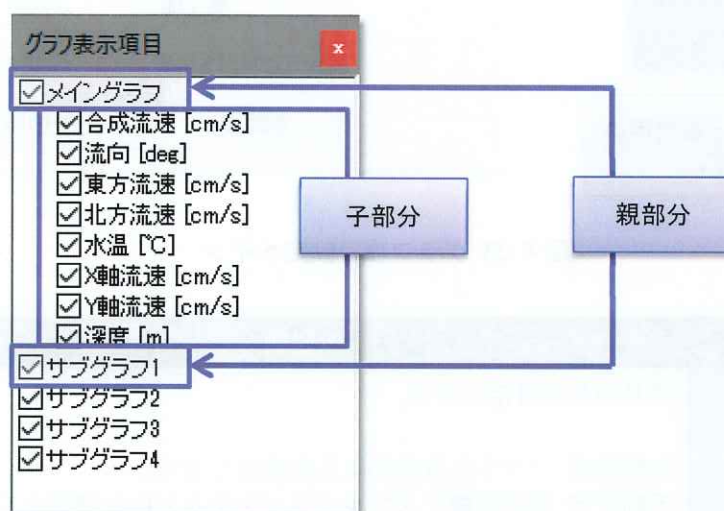 グラフ表示項目
x
メイングラフ
合成流速 [cm/s]
流向 [deg]
東方流速 [cm/s]
北方流速 [cm/s]
水温 [℃]
X軸流速 [cm/s]
Y軸流速 [cm/s]
深度 [m]
サブグラフ1
サブグラフ2
サブグラフ3
サブグラフ4
子部分
親部分